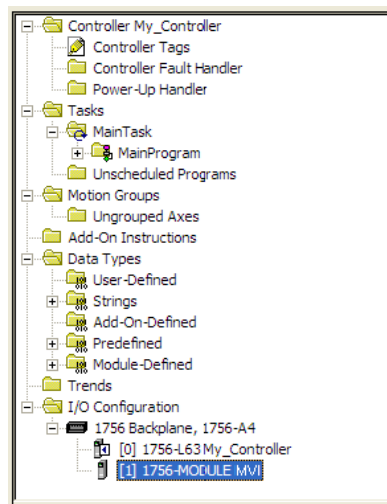 Controller My_Controller
Controller Tags
Controller Fault Handler
Power-Up Handler
Tasks
MainTask
MainProgram
Unscheduled Programs
Motion Groups
Ungrouped Axes
Add-On Instructions
Data Types
User-Defined
Strings
Add-On-Defined
Predefined
Module-Defined
Trends
I/O Configuration
1756 Backplane, 1756-A4
[0] 1756-L63 My_Controller
[1] 1756-MODULE MVI